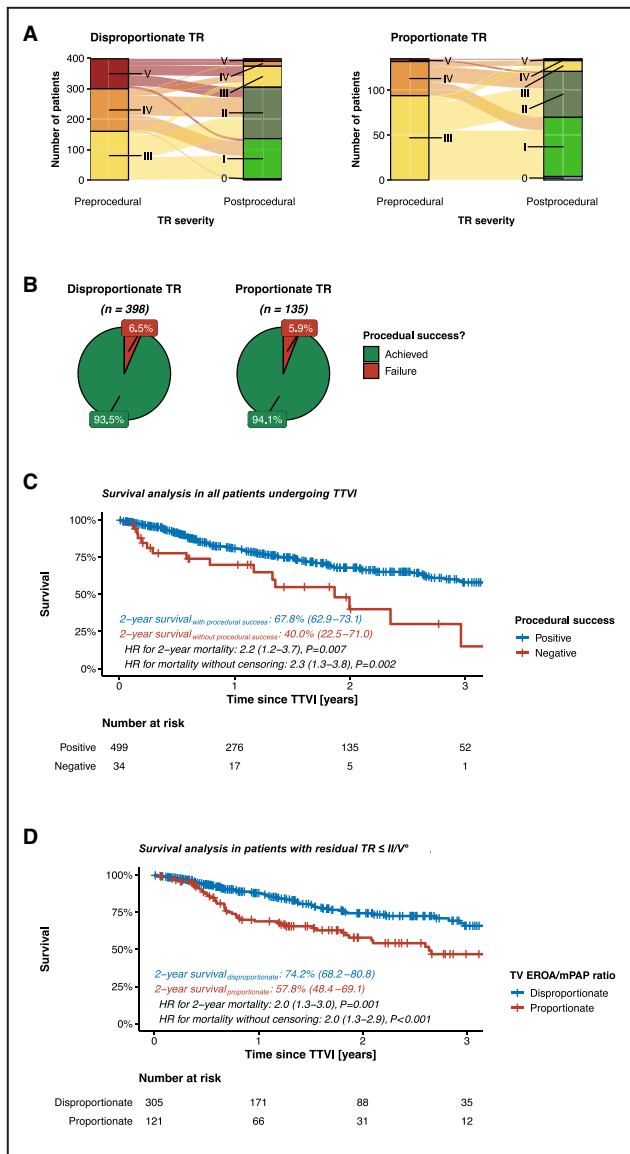 A
Disproportionate TR
Proportionate TR
Number of patients
400
300
200
100
0
V
IV
III
V
IV
III
II
I
0
Preprocedural
Postprocedural
TR severity
Number of patients
100
50
0
V
IV
III
V
IV
III
II
I
0
Preprocedural
Postprocedural
TR severity
B
Disproportionate TR
(n = 398)
6.5%
93.5%
Proportionate TR
(n = 135)
5.9%
94.1%
Procedual success?
Achieved
Failure
C
Survival analysis in all patients undergoing TTVI
Survival
100%
75%
50%
25%
0%
2-year survival with procedural success: 67.8% (62.9–73.1)
2-year survival without procedural success: 40.0% (22.5–71.0)
HR for 2-year mortality: 2.2 (1.2–3.7), P=0.007
HR for mortality without censoring: 2.3 (1.3–3.8), P=0.002
0 1 2 3
Time since TTVI [years]
Procedural success
Positive
Negative
Number at risk
Positive 499 276 135 52
Negative 34 17 5 1
D
Survival analysis in patients with residual TR ≤ II/V°
Survival
100%
75%
50%
25%
0%
2-year survival disproportionate: 74.2% (68.2–80.8)
2-year survival proportionate: 57.8% (48.4–69.1)
HR for 2-year mortality: 2.0 (1.3–3.0), P=0.001
HR for mortality without censoring: 2.0 (1.3–2.9), P<0.001
0 1 2 3
Time since TTVI [years]
TV EROA/mPAP ratio
Disproportionate
Proportionate
Number at risk
Disproportionate 305 171 88 35
Proportionate 121 66 31 12